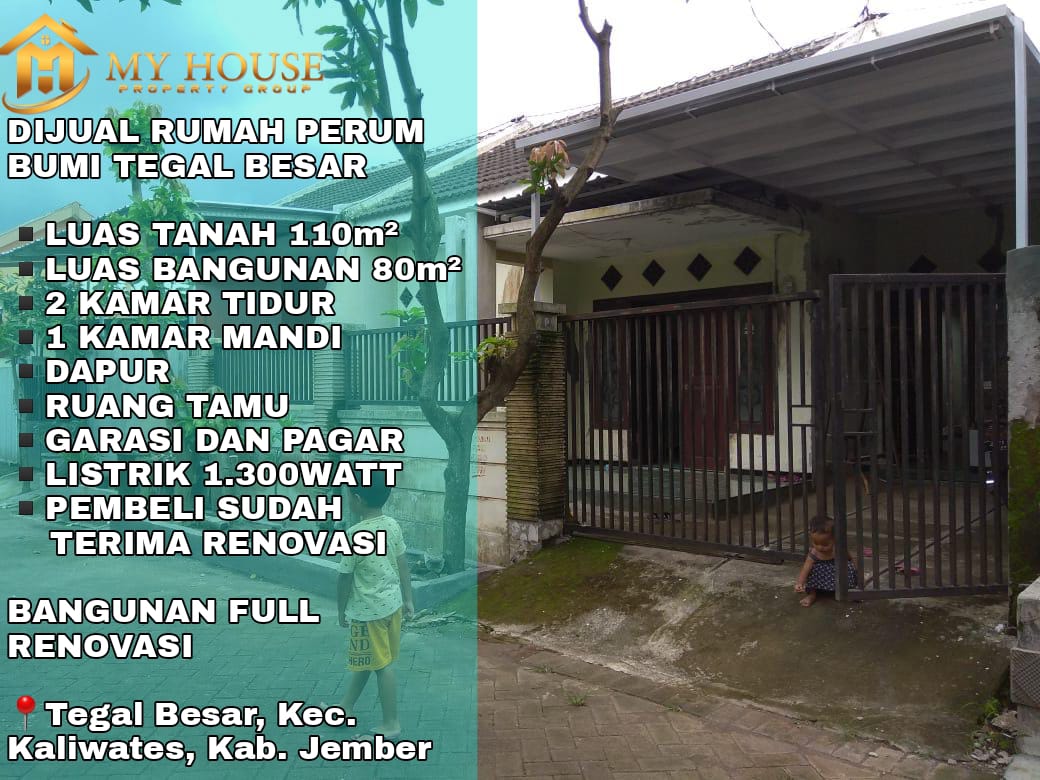 MY HOUSE
PROPERTY GROUP
DIJUAL RUMAH PERUM
BUMI TEGAL BESAR
▪LUAS TANAH 110m²
▪LUAS BANGUNAN 80m²
▪2 KAMAR TIDUR
▪1 KAMAR MANDI
▪DAPUR
▪RUANG TAMU
▪GARASI DAN PAGAR
▪LISTRIK 1.300WATT
▪PEMBELI SUDAH
TERIMA RENOVASI
BANGUNAN FULL
RENOVASI
📍Tegal Besar, Kec.
Kaliwates, Kab. Jember
HERO